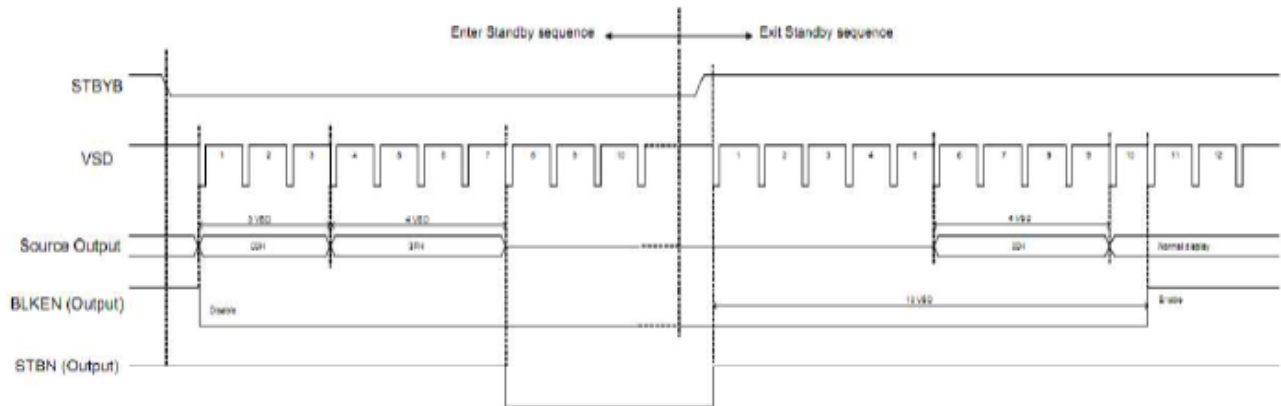 Enter Standby sequence Exit Standby sequence
STBYB
VSD 1 2 3 4 5 6 7 8 9 10 1 2 3 4 5 6 7 8 9 10 11 12
3 VSD 4 VSD 4 VSD
Source Output 00H Normal display
BLKEN (Output) Disable 10 VSD Enable
STBN (Output)